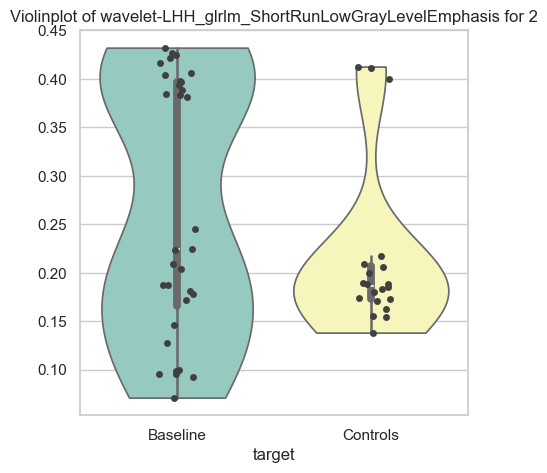 Violinplot of wavelet-LHH_glrlm_ShortRunLowGrayLevelEmphasis for 2
0.45
0.40
0.35
0.30
0.25
0.20
0.15
0.10
Baseline Controls
target